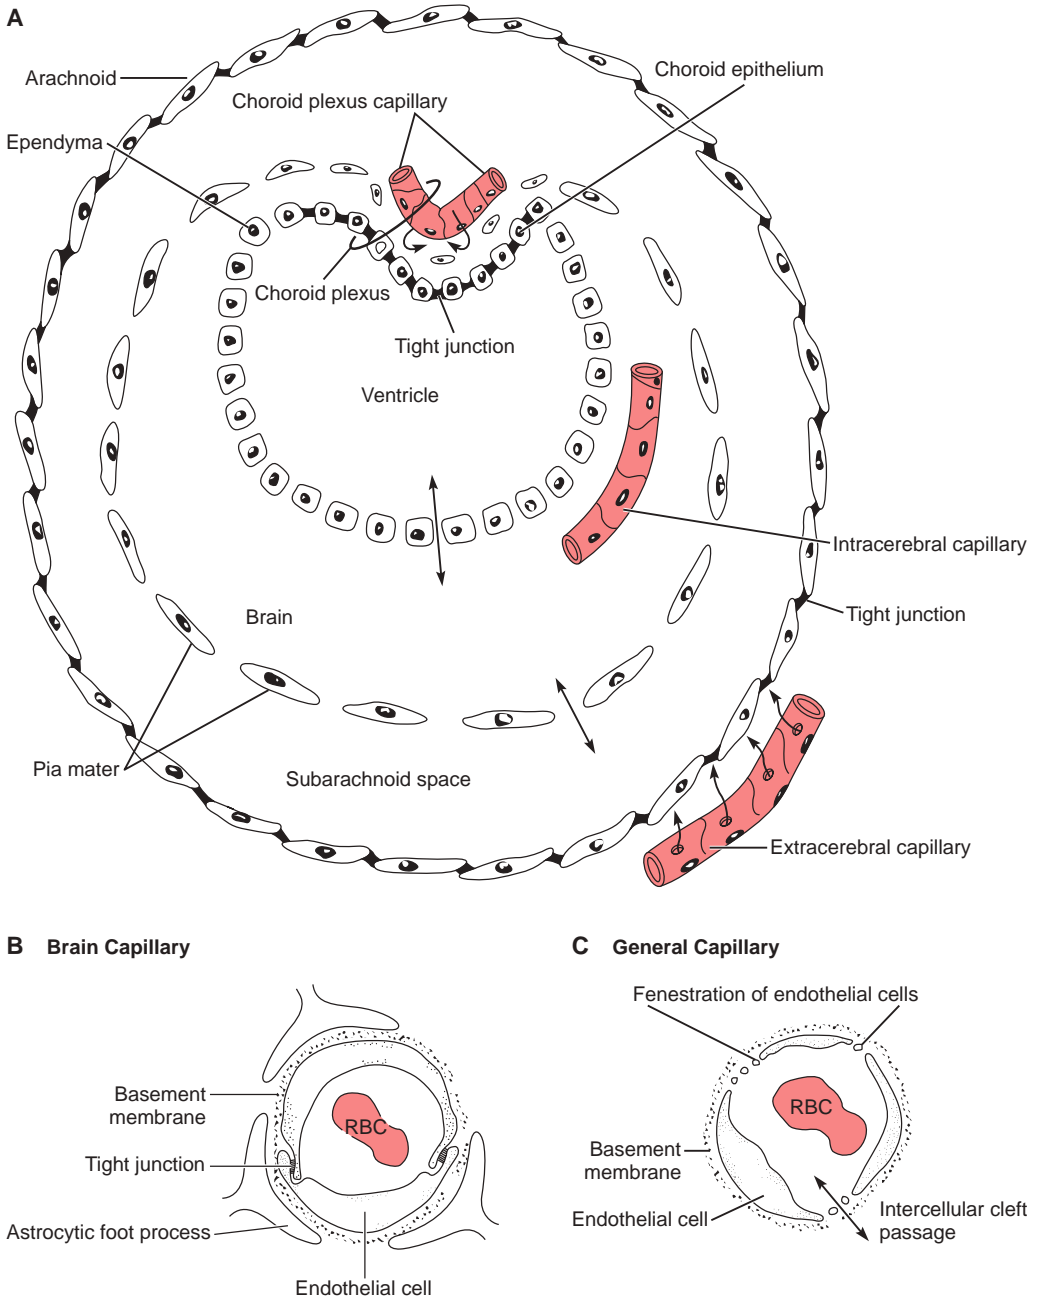 A
Arachnoid
Choroid epithelium
Choroid plexus capillary
Ependyma
Choroid plexus
Tight junction
Ventricle
Intracerebral capillary
Tight junction
Brain
Pia mater
Subarachnoid space
Extracerebral capillary
B Brain Capillary
Basement
membrane
RBC
Tight junction
Astrocytic foot process
Endothelial cell
C General Capillary
Fenestration of endothelial cells
RBC
Basement
membrane
Endothelial cell
Intercellular cleft
passage